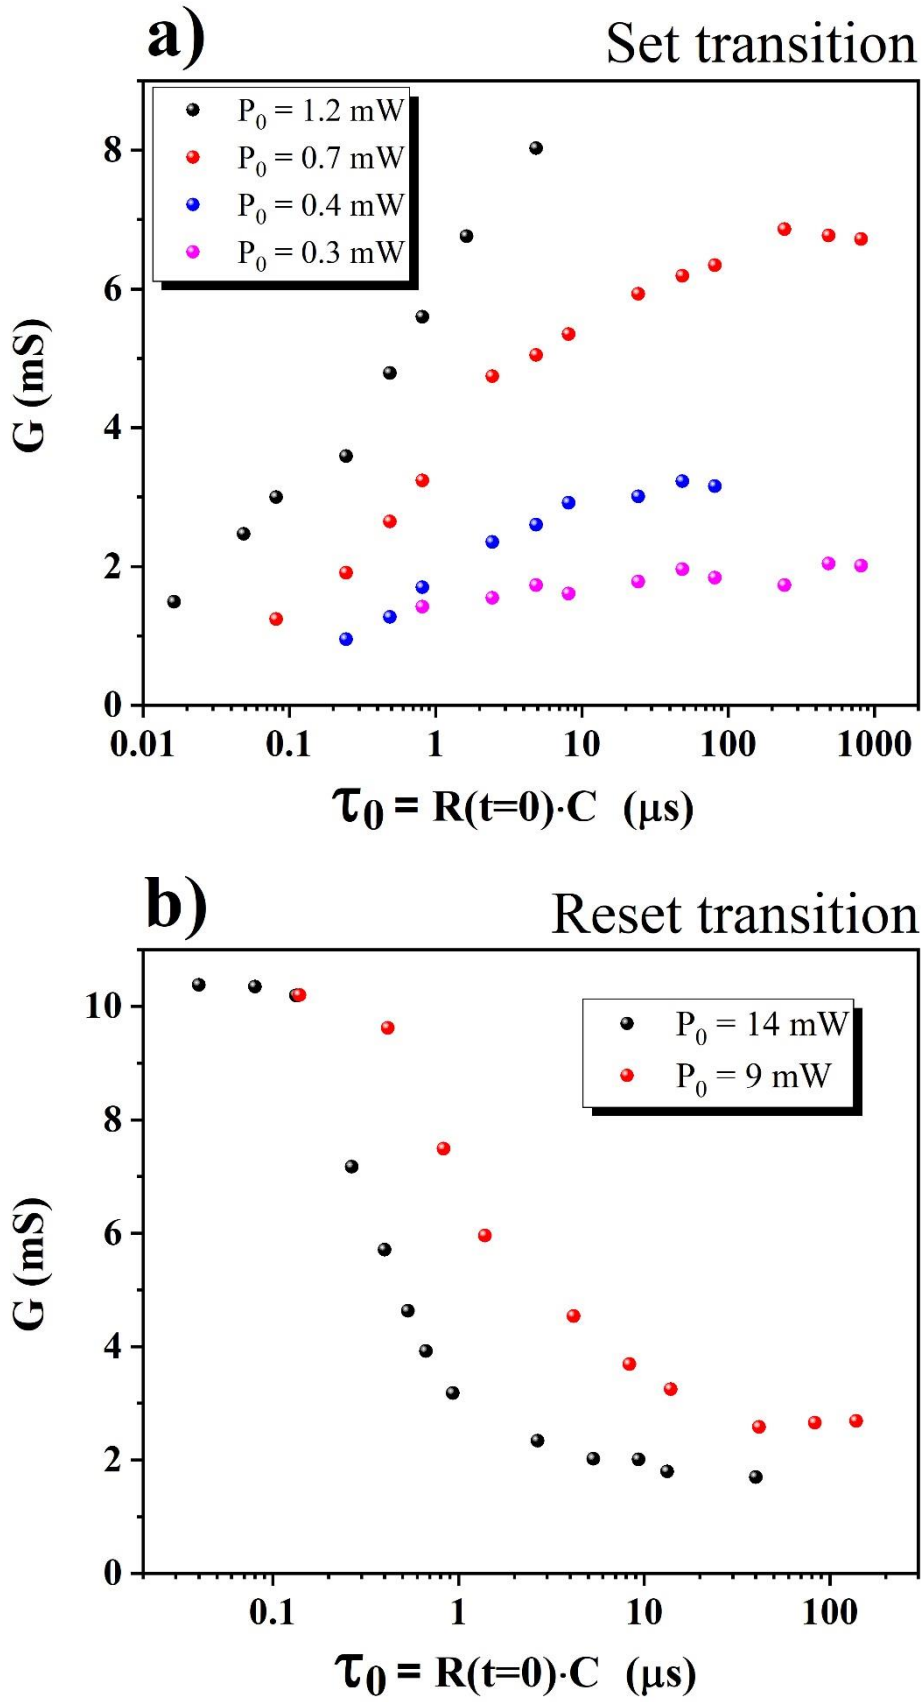 a)
Set transition
P0 = 1.2 mW
P0 = 0.7 mW
P0 = 0.4 mW
P0 = 0.3 mW
8
6
4
2
0
G (mS)
0.01 0.1 1 10 100 1000
τ0 = R(t=0)·C (μs)
b)
Reset transition
P0 = 14 mW
P0 = 9 mW
10
8
6
4
2
0
G (mS)
0.1 1 10 100
τ0 = R(t=0)·C (μs)